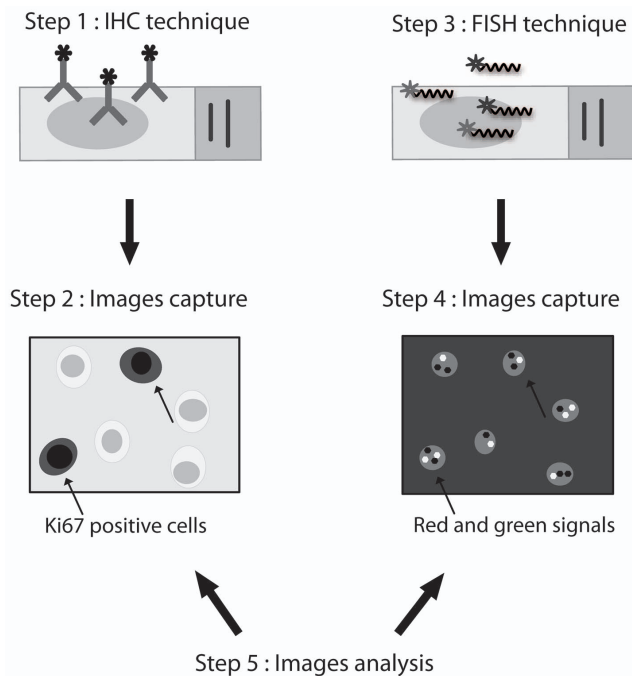 Step 1 : IHC technique
Step 3 : FISH technique
Step 2 : Images capture
Step 4 : Images capture
Ki67 positive cells
Red and green signals
Step 5 : Images analysis